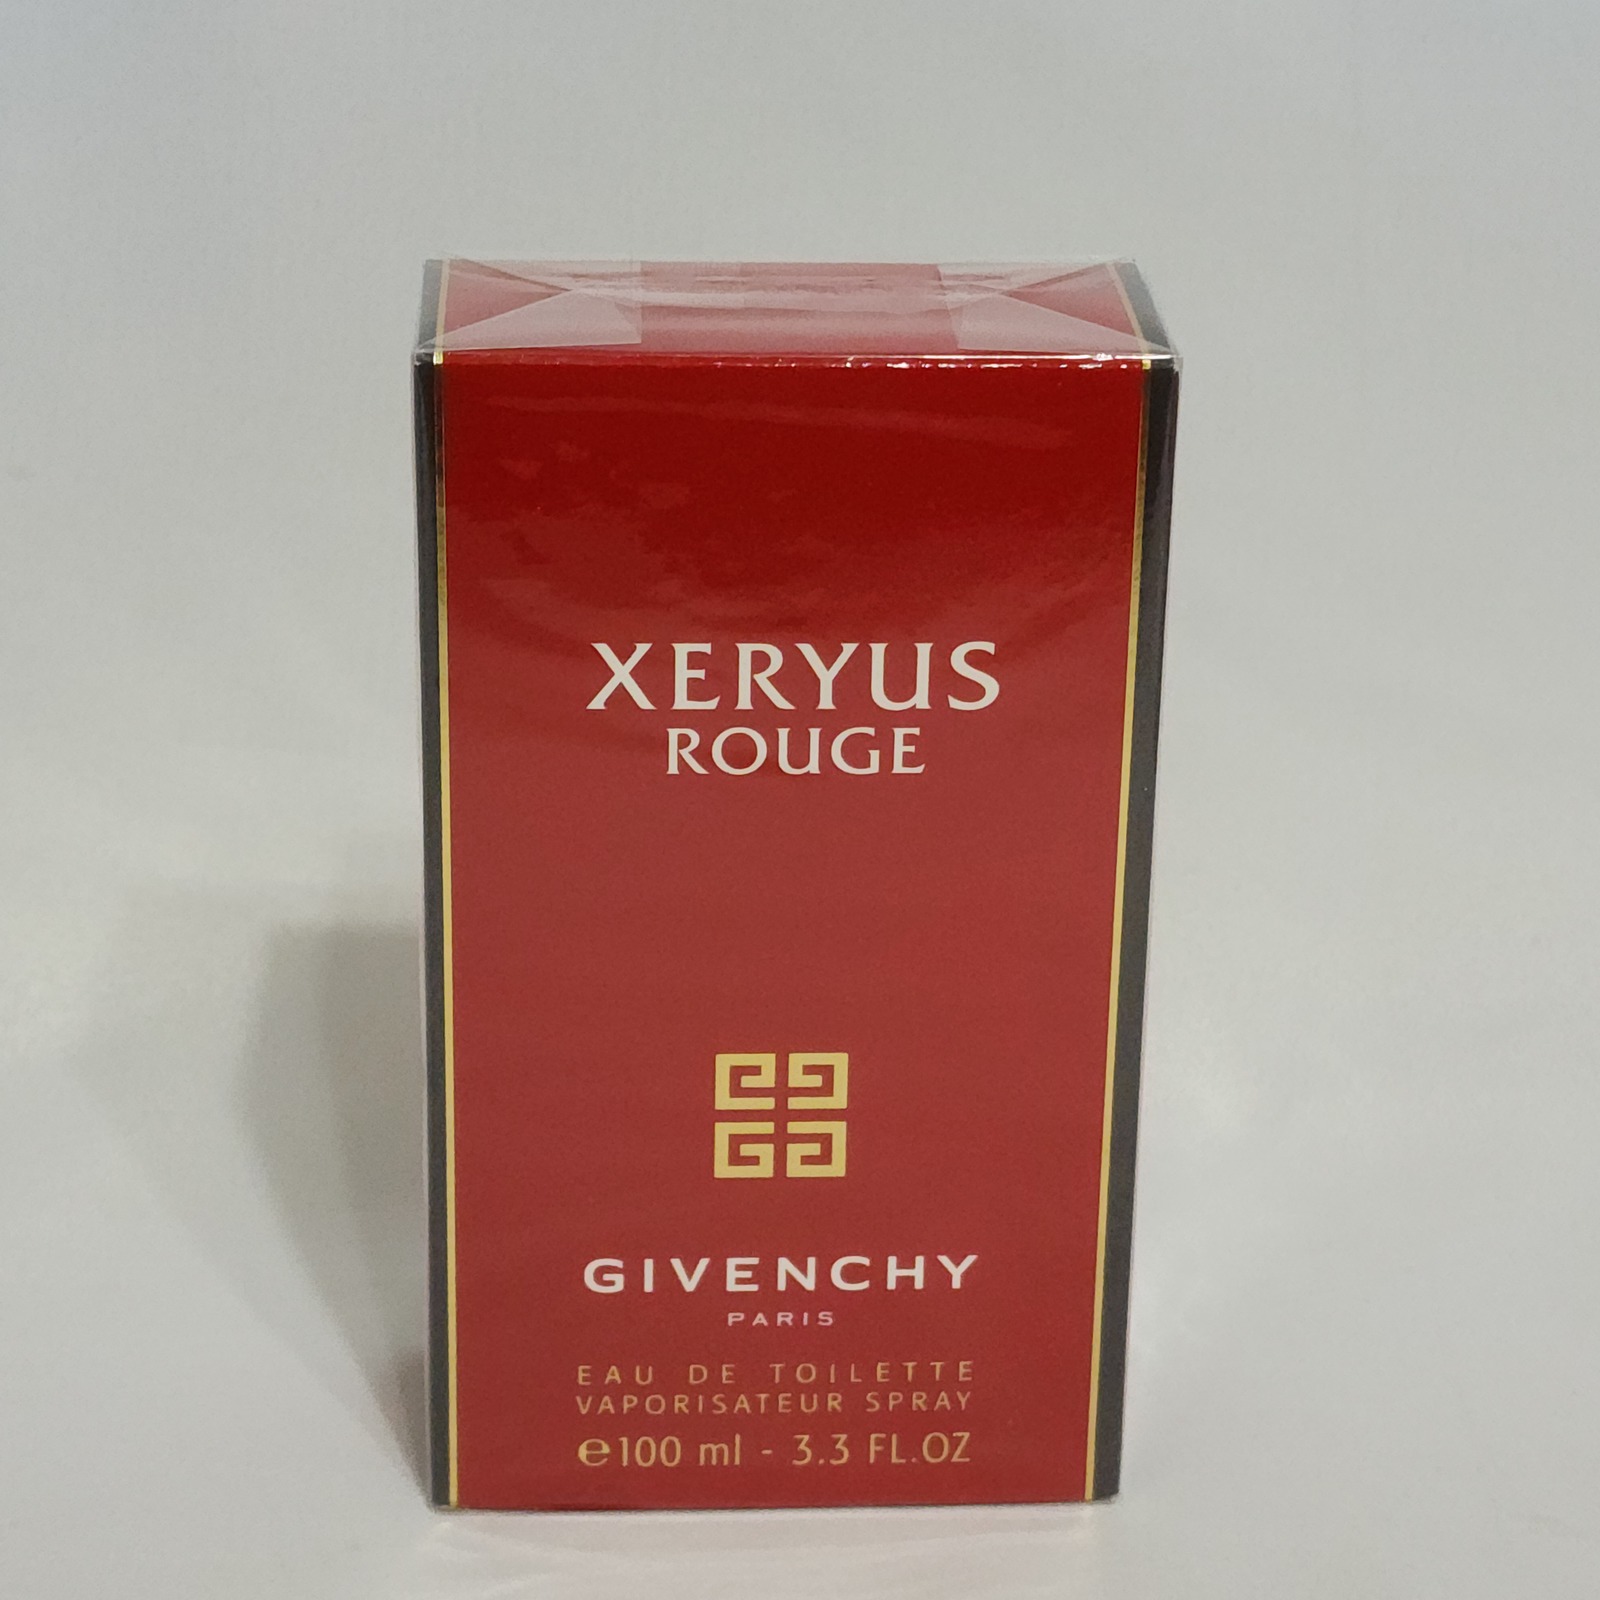 XERYUS
ROUGE
GIVENCHY
PARIS
EAU DE TOILETTE
VAPORISATEUR SPRAY
℮100 ml - 3.3 FL.OZ